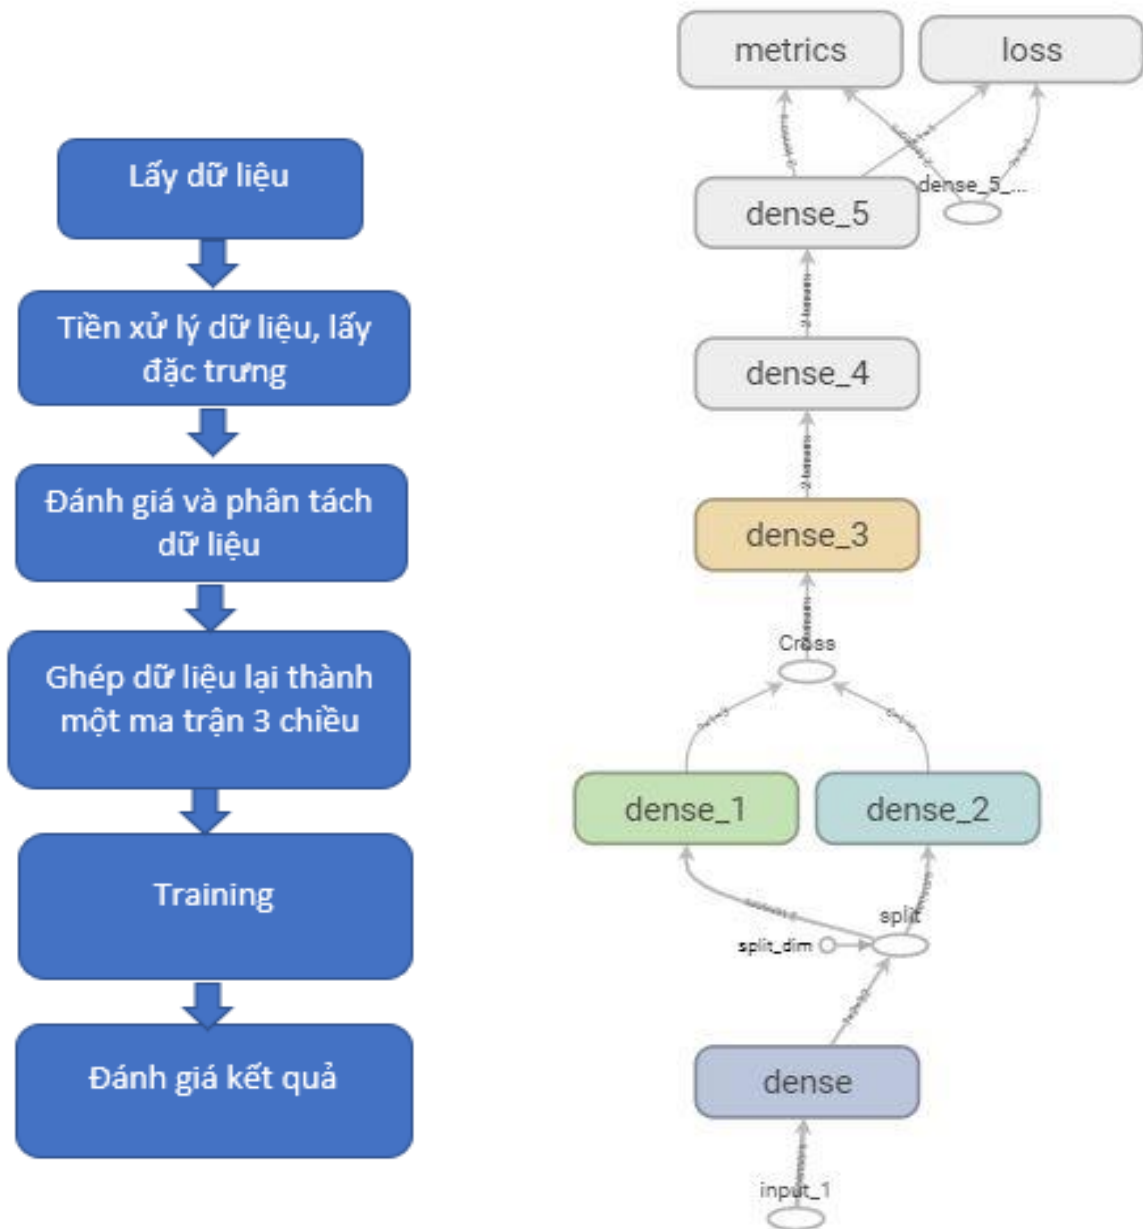 Lấy dữ liệu
Tiền xử lý dữ liệu, lấy
đặc trưng
Đánh giá và phân tách
dữ liệu
Ghép dữ liệu lại thành
một ma trận 3 chiều
Training
Đánh giá kết quả
metrics
loss
dense_5_...
dense_5
dense_4
dense_3
Cross
dense_1
dense_2
split
split_dim
dense
input_1